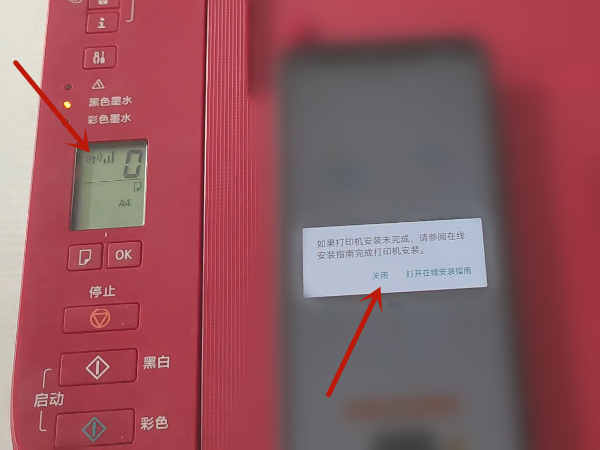 黑色墨水
彩色墨水
0
A4
OK
停止
黑白
启动
彩色
如果打印机安装未完成，请参阅在线
安装指南完成打印机安装。
关闭 打开在线安装指南